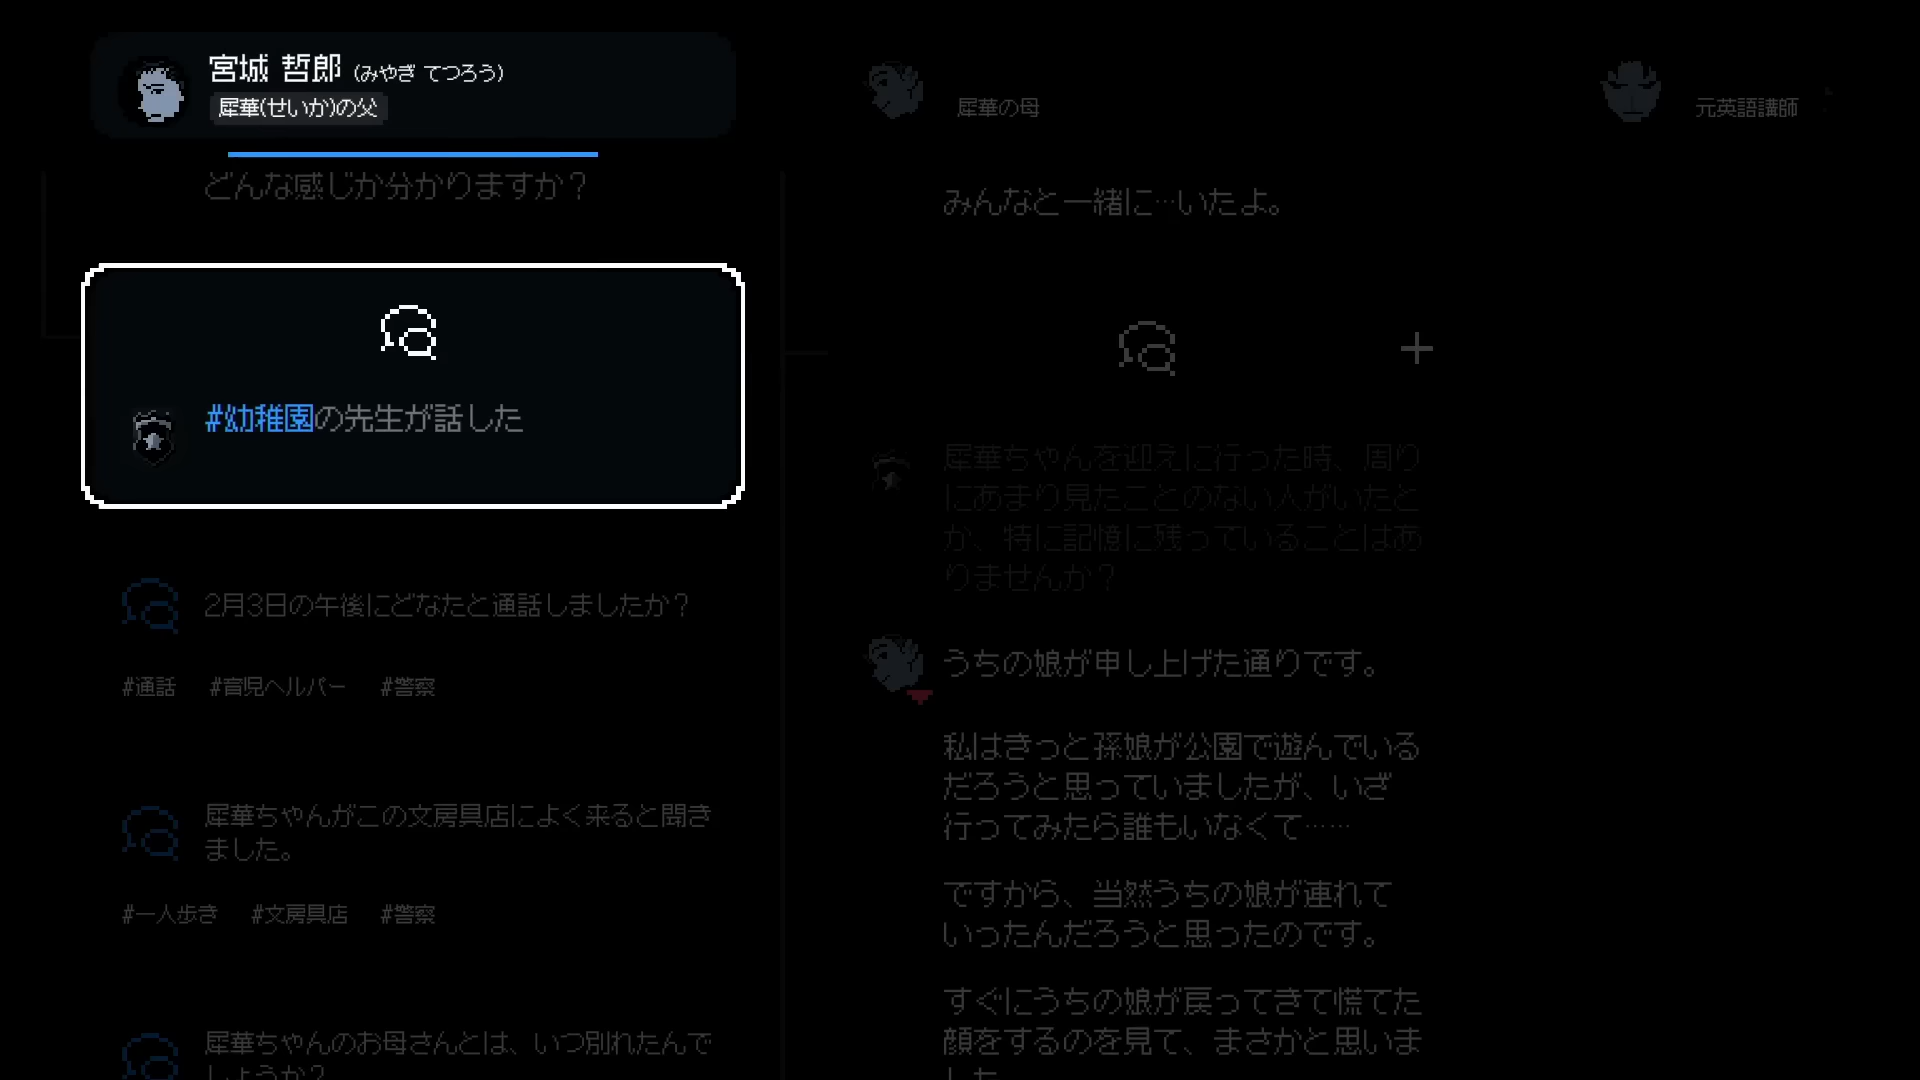 宮城 哲郎 (みやぎ てつろう)
犀華(せいか)の父
どんな感じか分かりますか？
#幼稚園の先生が話した
2月3日の午後にどなたと通話しましたか？
#通話 #育児ヘルパー #警察
犀華ちゃんがこの文房具店によく来ると聞き
ました。
#一人歩き #文房具店 #警察
犀華ちゃんのお母さんとは、いつ別れたんで
しょうか？
犀華の母
みんなと一緒に…いたよ。
犀華ちゃんを迎えに行った時、周り
にあまり見たことのない人がいたと
か、特に記憶に残っていることはあ
りませんか？
うちの娘が申し上げた通りです。
私はきっと孫娘が公園で遊んでいる
だろうと思っていましたが、いざ
行ってみたら誰もいなくて……
ですから、当然うちの娘が連れて
いったんだろうと思ったのです。
すぐにうちの娘が戻ってきて慌てた
顔をするのを見て、まさかと思いま
した
元英語講師